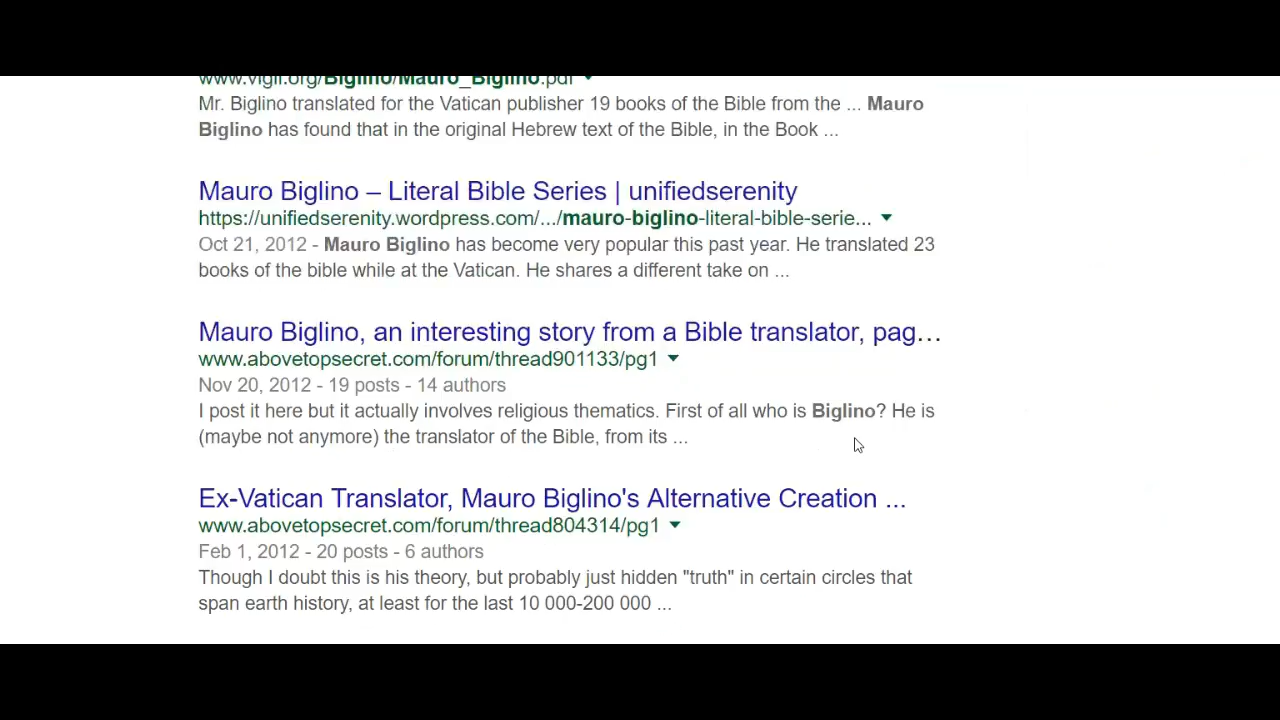 www.vigli.org/Biglino/Mauro_Biglino.pdf
Mr. Biglino translated for the Vatican publisher 19 books of the Bible from the ... Mauro
Biglino has found that in the original Hebrew text of the Bible, in the Book ...
Mauro Biglino – Literal Bible Series | unifiedserenity
https://unifiedserenity.wordpress.com/.../mauro-biglino-literal-bible-serie...
Oct 21, 2012 - Mauro Biglino has become very popular this past year. He translated 23
books of the bible while at the Vatican. He shares a different take on ...
Mauro Biglino, an interesting story from a Bible translator, pag...
www.abovetopsecret.com/forum/thread901133/pg1
Nov 20, 2012 - 19 posts - 14 authors
I post it here but it actually involves religious thematics. First of all who is Biglino? He is
(maybe not anymore) the translator of the Bible, from its ...
Ex-Vatican Translator, Mauro Biglino's Alternative Creation ...
www.abovetopsecret.com/forum/thread804314/pg1
Feb 1, 2012 - 20 posts - 6 authors
Though I doubt this is his theory, but probably just hidden "truth" in certain circles that
span earth history, at least for the last 10 000-200 000 ...